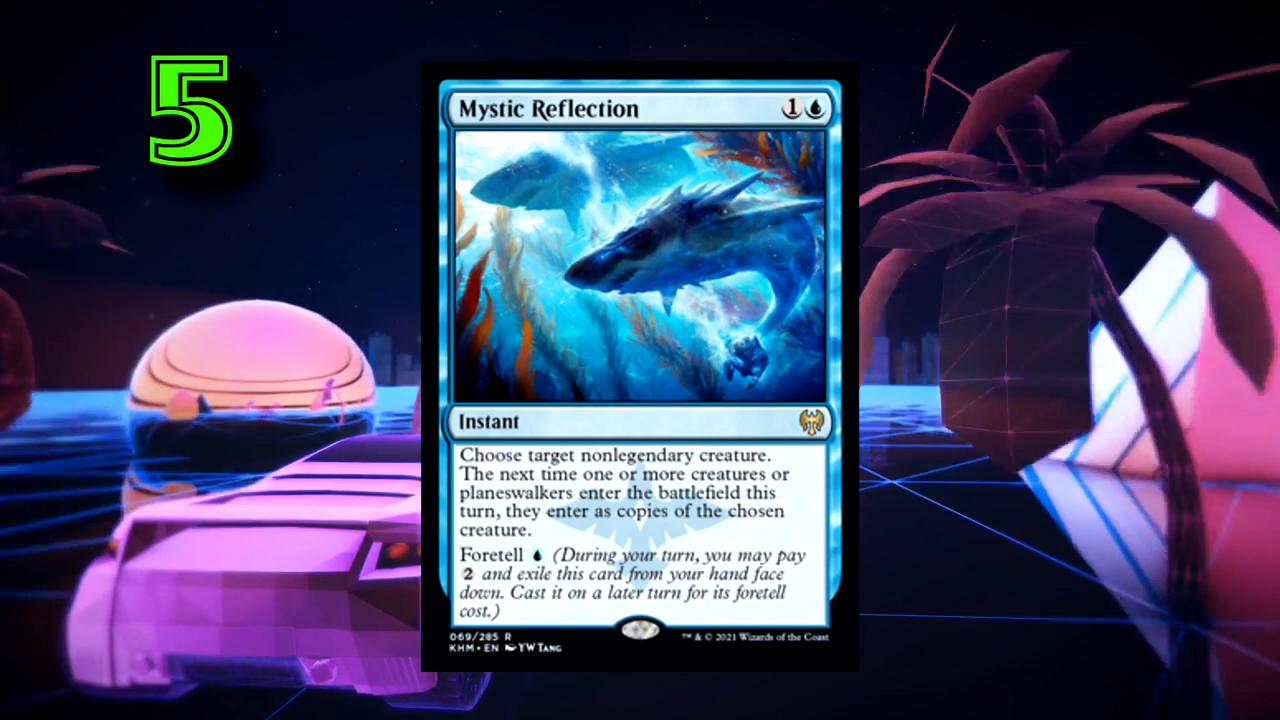 5
Mystic Reflection 1
Instant
Choose target nonlegendary creature.
The next time one or more creatures or
planeswalkers enter the battlefield this
turn, they enter as copies of the chosen
creature.
Foretell (During your turn, you may pay
2 and exile this card from your hand face
down. Cast it on a later turn for its foretell
cost.)
069/285 R
KHM • EN YW TANG
™ & © 2021 Wizards of the Coast